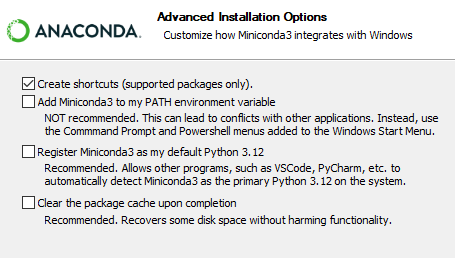 ANACONDA.
Advanced Installation Options
Customize how Miniconda3 integrates with Windows
Create shortcuts (supported packages only).
Add Miniconda3 to my PATH environment variable
NOT recommended. This can lead to conflicts with other applications. Instead, use
the Commmand Prompt and Powershell menus added to the Windows Start Menu.
Register Miniconda3 as my default Python 3.12
Recommended. Allows other programs, such as VSCode, PyCharm, etc. to
automatically detect Miniconda3 as the primary Python 3.12 on the system.
Clear the package cache upon completion
Recommended. Recovers some disk space without harming functionality.